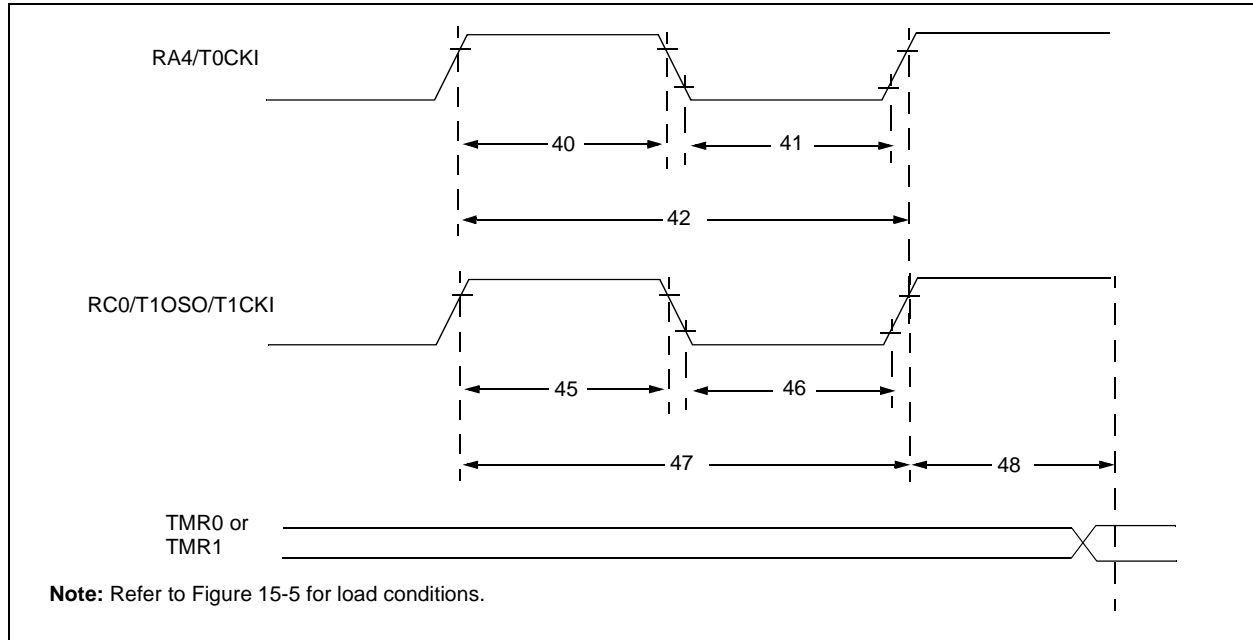 RA4/T0CKI
40
41
42
RC0/T1OSO/T1CKI
45
46
47
48
TMR0 or
TMR1
Note: Refer to Figure 15-5 for load conditions.